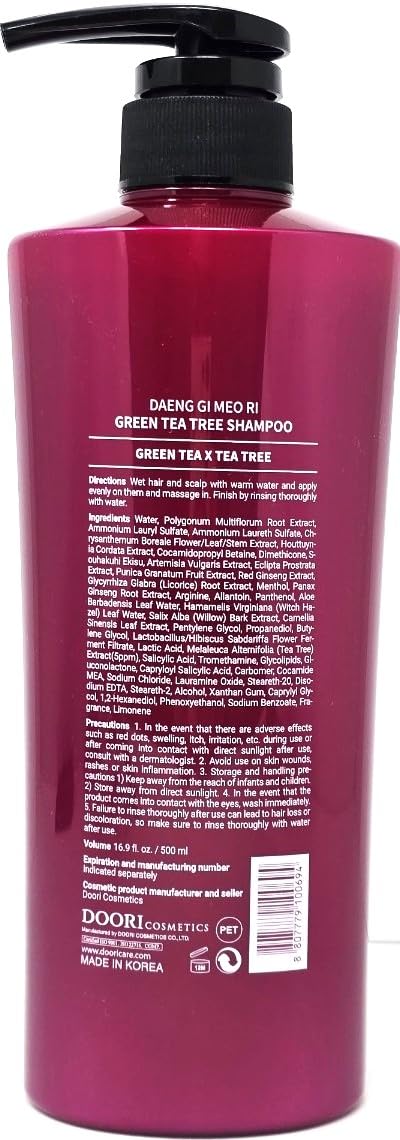 DAENG GI MEO RI
GREEN TEA TREE SHAMPOO
GREEN TEA X TEA TREE
Directions Wet hair and scalp with warm water and apply
evenly on them and massage in. Finish by rinsing thoroughly
with water.
Ingredients Water, Polygonum Multiflorum Root Extract,
Ammonium Lauryl Sulfate, Ammonium Laureth Sulfate, Ch-
rysanthemum Boreale Flower/Leaf/Stem Extract, Houttuyn-
ia Cordata Extract, Cocamidopropyl Betaine, Dimethicone, S-
ouhakuhi Ekisu, Artemisia Vulgaris Extract, Eclipta Prostrata
Extract, Punica Granatum Fruit Extract, Red Ginseng Extract,
Glycyrrhiza Glabra (Licorice) Root Extract, Menthol, Panax
Ginseng Root Extract, Arginine, Allantoin, Panthenol, Aloe
Barbadensis Leaf Water, Hamamelis Virginiana (Witch Ha-
zel) Leaf Water, Salix Alba (Willow) Bark Extract, Camellia
Sinensis Leaf Extract, Pentylene Glycol, Propanediol, Buty-
lene Glycol, Lactobacillus/Hibiscus Sabdariffa Flower Fer-
ment Filtrate, Lactic Acid, Melaleuca Alternifolia (Tea Tree)
Extract(5ppm), Salicylic Acid, Tromethamine, Glycolipids, Gl-
uconolactone, Capryloyl Salicylic Acid, Carbomer, Cocamide
MEA, Sodium Chloride, Lauramine Oxide, Steareth-20, Diso-
dium EDTA, Steareth-2, Alcohol, Xanthan Gum, Caprylyl Gly-
col, 1,2-Hexanediol, Phenoxyethanol, Sodium Benzoate, Fra-
grance, Limonene
Precautions 1. In the event that there are adverse effects
such as red dots, swelling, itch, irritation, etc. during use or
after coming into contact with direct sunlight after use,
consult with a dermatologist. 2. Avoid use on skin wounds,
rashes or skin inflammation. 3. Storage and handling pre-
cautions 1) Keep away from the reach of infants and children.
2) Store away from direct sunlight. 4. In the event that the
product comes into contact with the eyes, wash immediately.
5. Failure to rinse thoroughly after use can lead to hair loss or
discoloration, so make sure to rinse thoroughly with water
after use.
Volume 16.9 fl. oz. / 500 ml
Expiration and manufacturing number
Indicated separately
Cosmetic product manufacturer and seller
Doori Cosmetics
DOORI COSMETICS
Manufactured by DOORI COSMETICS CO., LTD.
www.dooricare.com
MADE IN KOREA
PET
12M
8 807779 100694